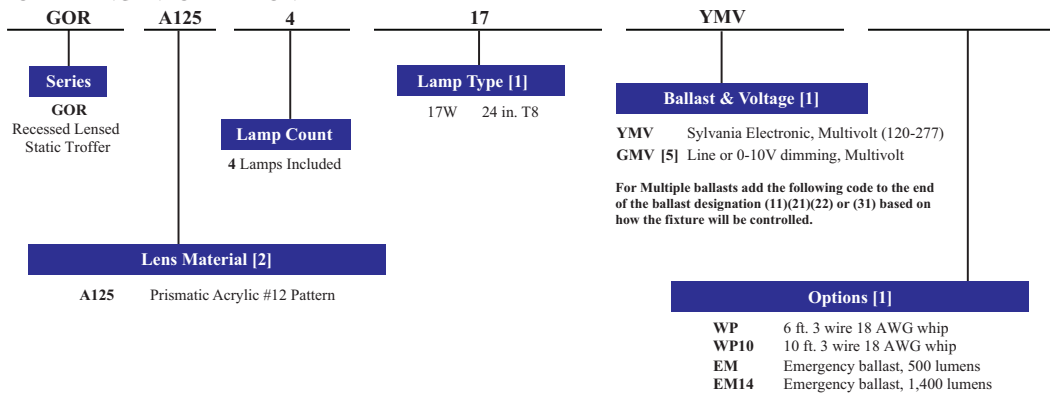 GOR A125 4 17 YMV
Series
GOR
Recessed Lensed
Static Troffer
Lamp Count
4 Lamps Included
Lamp Type [1]
17W 24 in. T8
Ballast & Voltage [1]
YMV Sylvania Electronic, Multivolt (120-277)
GMV [5] Line or 0-10V dimming, Multivolt
For Multiple ballasts add the following code to the end
of the ballast designation (11)(21)(22) or (31) based on
how the fixture will be controlled.
Lens Material [2]
A125 Prismatic Acrylic #12 Pattern
Options [1]
WP 6 ft. 3 wire 18 AWG whip
WP10 10 ft. 3 wire 18 AWG whip
EM Emergency ballast, 500 lumens
EM14 Emergency ballast, 1,400 lumens